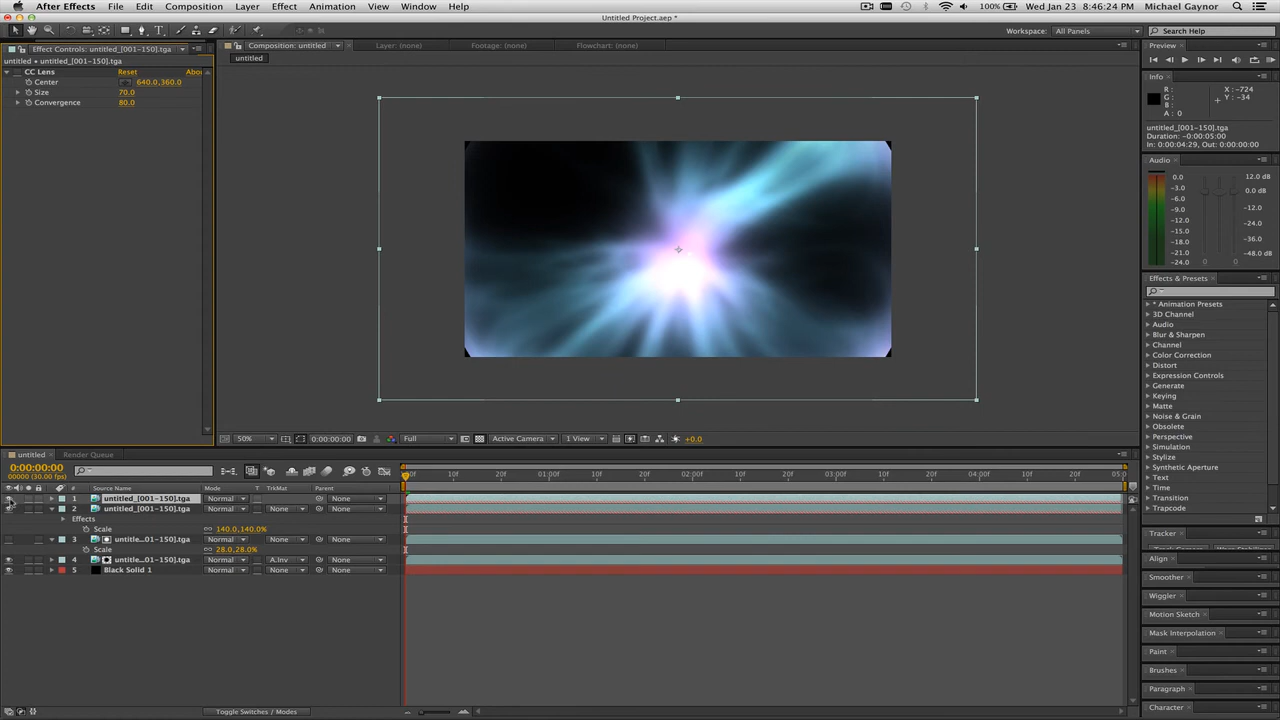 After Effects File Edit Composition Layer Effect Animation View Window Help 100% Wed Jan 23 8:46:24 PM Michael Gaynor
Untitled Project.aep *
Workspace: All Panels Search Help
Effect Controls: untitled_[001-150].tga Composition: untitled Layer: (none) Footage: (none) Flowchart: (none) Preview
untitled • untitled_[001-150].tga untitled
CC Lens Reset Abo
Center 640.0,360.0
Size 70.0
Convergence 80.0
Info
R : X : -724
G : Y : -34
B :
A : 0
untitled_[001-150].tga
Duration: -0:00:05:00
In: 0:00:04:29, Out: 0:00:00:00
Audio
0.0 12.0 dB
-3.0
-6.0 0.0 dB
-9.0
-12.0 -12.0
-15.0
-18.0 -24.0
-21.0 -36.0
-24.0 0 0 -48.0 dB
Effects & Presets
* Animation Presets
3D Channel
Audio
Blur & Sharpen
Channel
Color Correction
Distort
Expression Controls
Generate
Keying
Matte
Noise & Grain
Obsolete
Perspective
Simulation
Stylize
Synthetic Aperture
Text
Time
Transition
Trapcode
Tracker
Align
Smoother
Wiggler
Motion Sketch
Mask Interpolation
Paint
Brushes
Paragraph
Character
50% 0:00:00:00 Full Active Camera 1 View +0.0
untitled Render Queue
0:00:00:00
00000 (30.00 fps)
10f 20f 01:00f 10f 20f 02:00f 10f 20f 03:00f 10f 20f 04:00f 10f 20f 05:0
# Source Name Mode T TrkMat Parent
1 untitled_[001-150].tga Normal None
2 untitled_[001-150].tga Normal None None
Effects
Scale 140.0,140.0%
3 untitle...01-150].tga Normal None None
Scale 28.0,28.0%
4 untitle...01-150].tga Normal A.Inv None
5 Black Solid 1 Normal None None
Toggle Switches / Modes